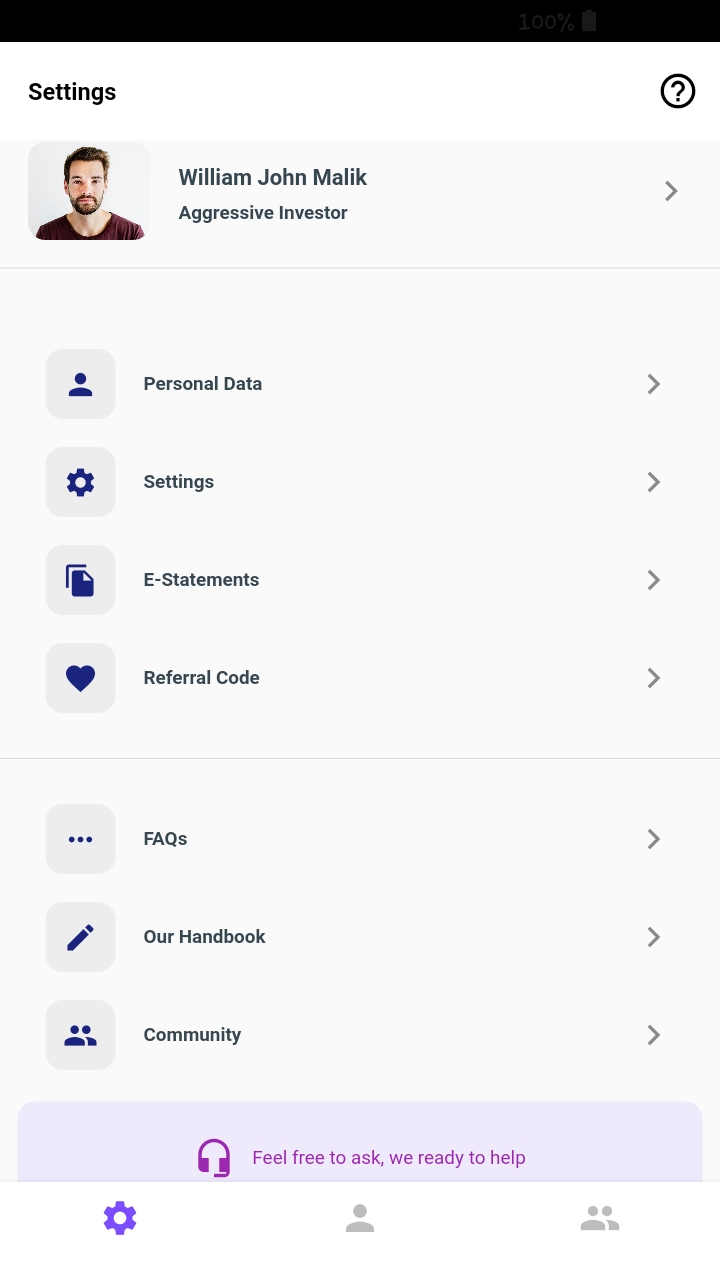 100%
Settings
William John Malik
Aggressive Investor
Personal Data
Settings
E-Statements
Referral Code
FAQs
Our Handbook
Community
Feel free to ask, we ready to help